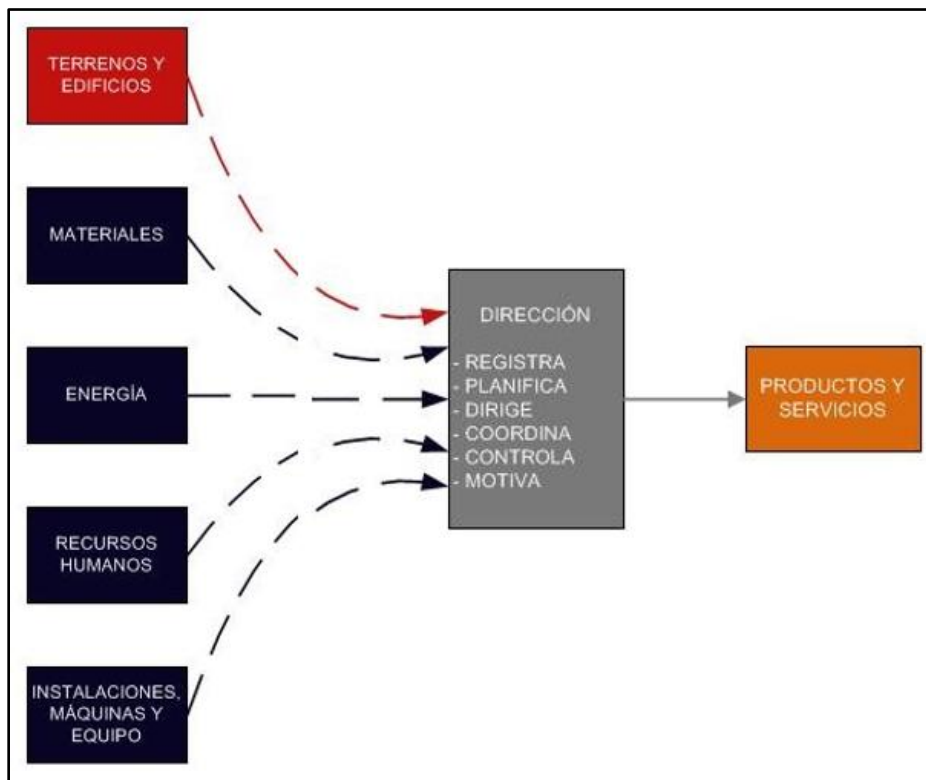 TERRENOS Y
EDIFICIOS
MATERIALES
ENERGÍA
RECURSOS
HUMANOS
INSTALACIONES,
MÁQUINAS Y
EQUIPO
DIRECCIÓN
- REGISTRA
- PLANIFICA
- DIRIGE
- COORDINA
- CONTROLA
- MOTIVA
PRODUCTOS Y
SERVICIOS